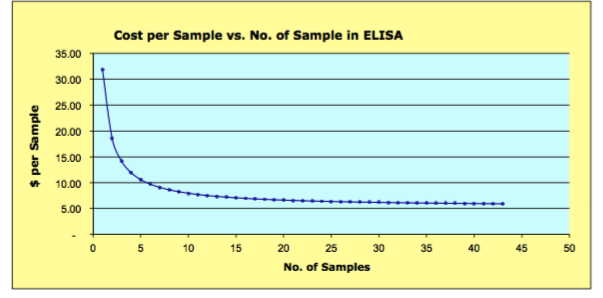 Cost per Sample vs. No. of Sample in ELISA
35.00
30.00
25.00
20.00
15.00
10.00
5.00
-
$ per Sample
0 5 10 15 20 25 30 35 40 45 50
No. of Samples